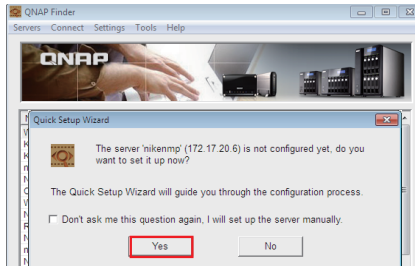 QNAP Finder
Servers Connect Settings Tools Help
QNAP
Quick Setup Wizard
The server 'nikenmp' (172.17.20.6) is not configured yet, do you
want to set it up now?
The Quick Setup Wizard will guide you through the configuration process.
Don't ask me this question again, I will set up the server manually.
Yes No